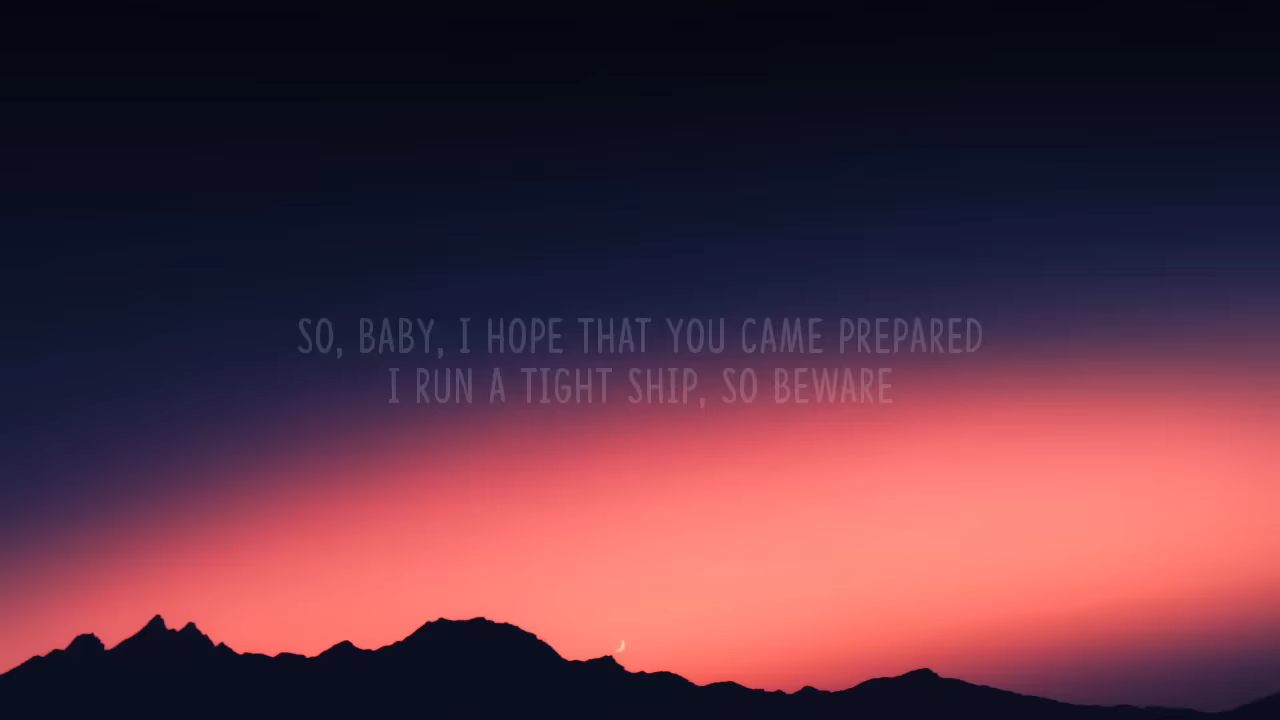 SO, BABY, I HOPE THAT YOU CAME PREPARED
I RUN A TIGHT SHIP, SO BEWARE